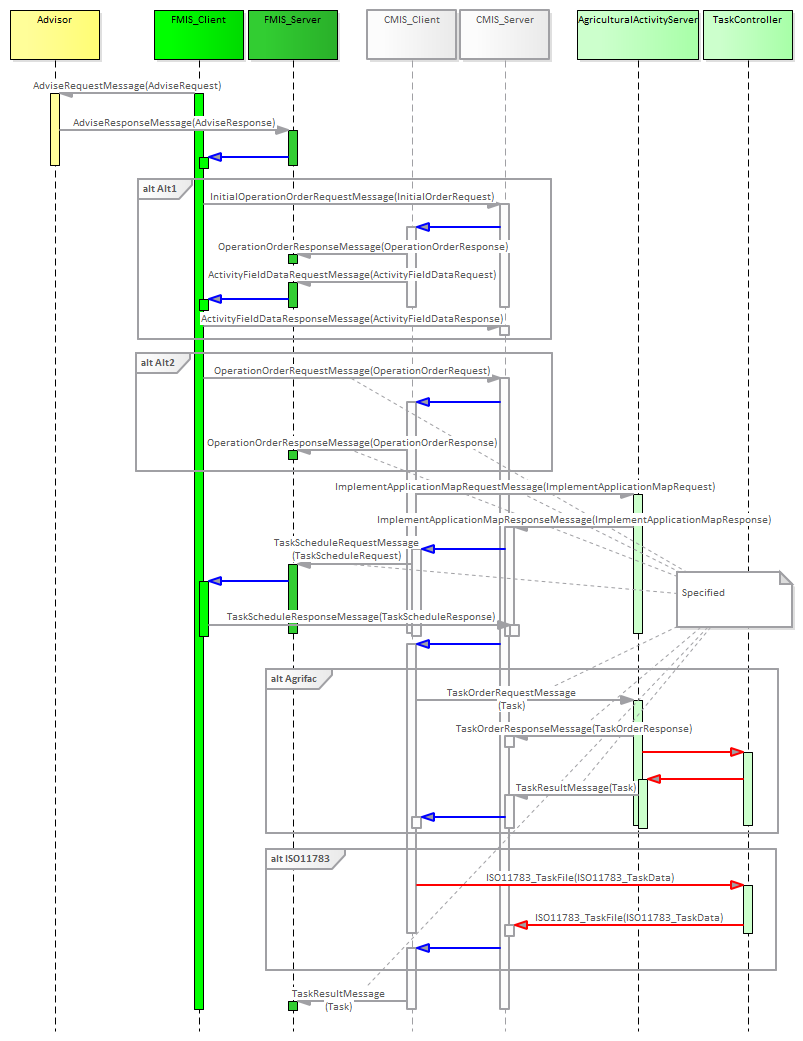 Advisor
FMIS_Client
FMIS_Server
CMIS_Client
CMIS_Server
AgriculturalActivityServer
TaskController
AdviseRequestMessage(AdviseRequest)
AdviseResponseMessage(AdviseResponse)
alt Alt1
InitialOperationOrderRequestMessage(InitialOrderRequest)
OperationOrderResponseMessage(OperationOrderResponse)
ActivityFieldDataRequestMessage(ActivityFieldDataRequest)
ActivityFieldDataResponseMessage(ActivityFieldDataResponse)
alt Alt2
OperationOrderRequestMessage(OperationOrderRequest)
OperationOrderResponseMessage(OperationOrderResponse)
ImplementApplicationMapRequestMessage(ImplementApplicationMapRequest)
ImplementApplicationMapResponseMessage(ImplementApplicationMapResponse)
TaskScheduleRequestMessage
(TaskScheduleRequest)
Specified
TaskScheduleResponseMessage(TaskScheduleResponse)
alt Agrifac
TaskOrderRequestMessage
(Task)
TaskOrderResponseMessage(TaskOrderResponse)
TaskResultMessage(Task)
alt ISO11783
ISO11783_TaskFile(ISO11783_TaskData)
ISO11783_TaskFile(ISO11783_TaskData)
TaskResultMessage
(Task)